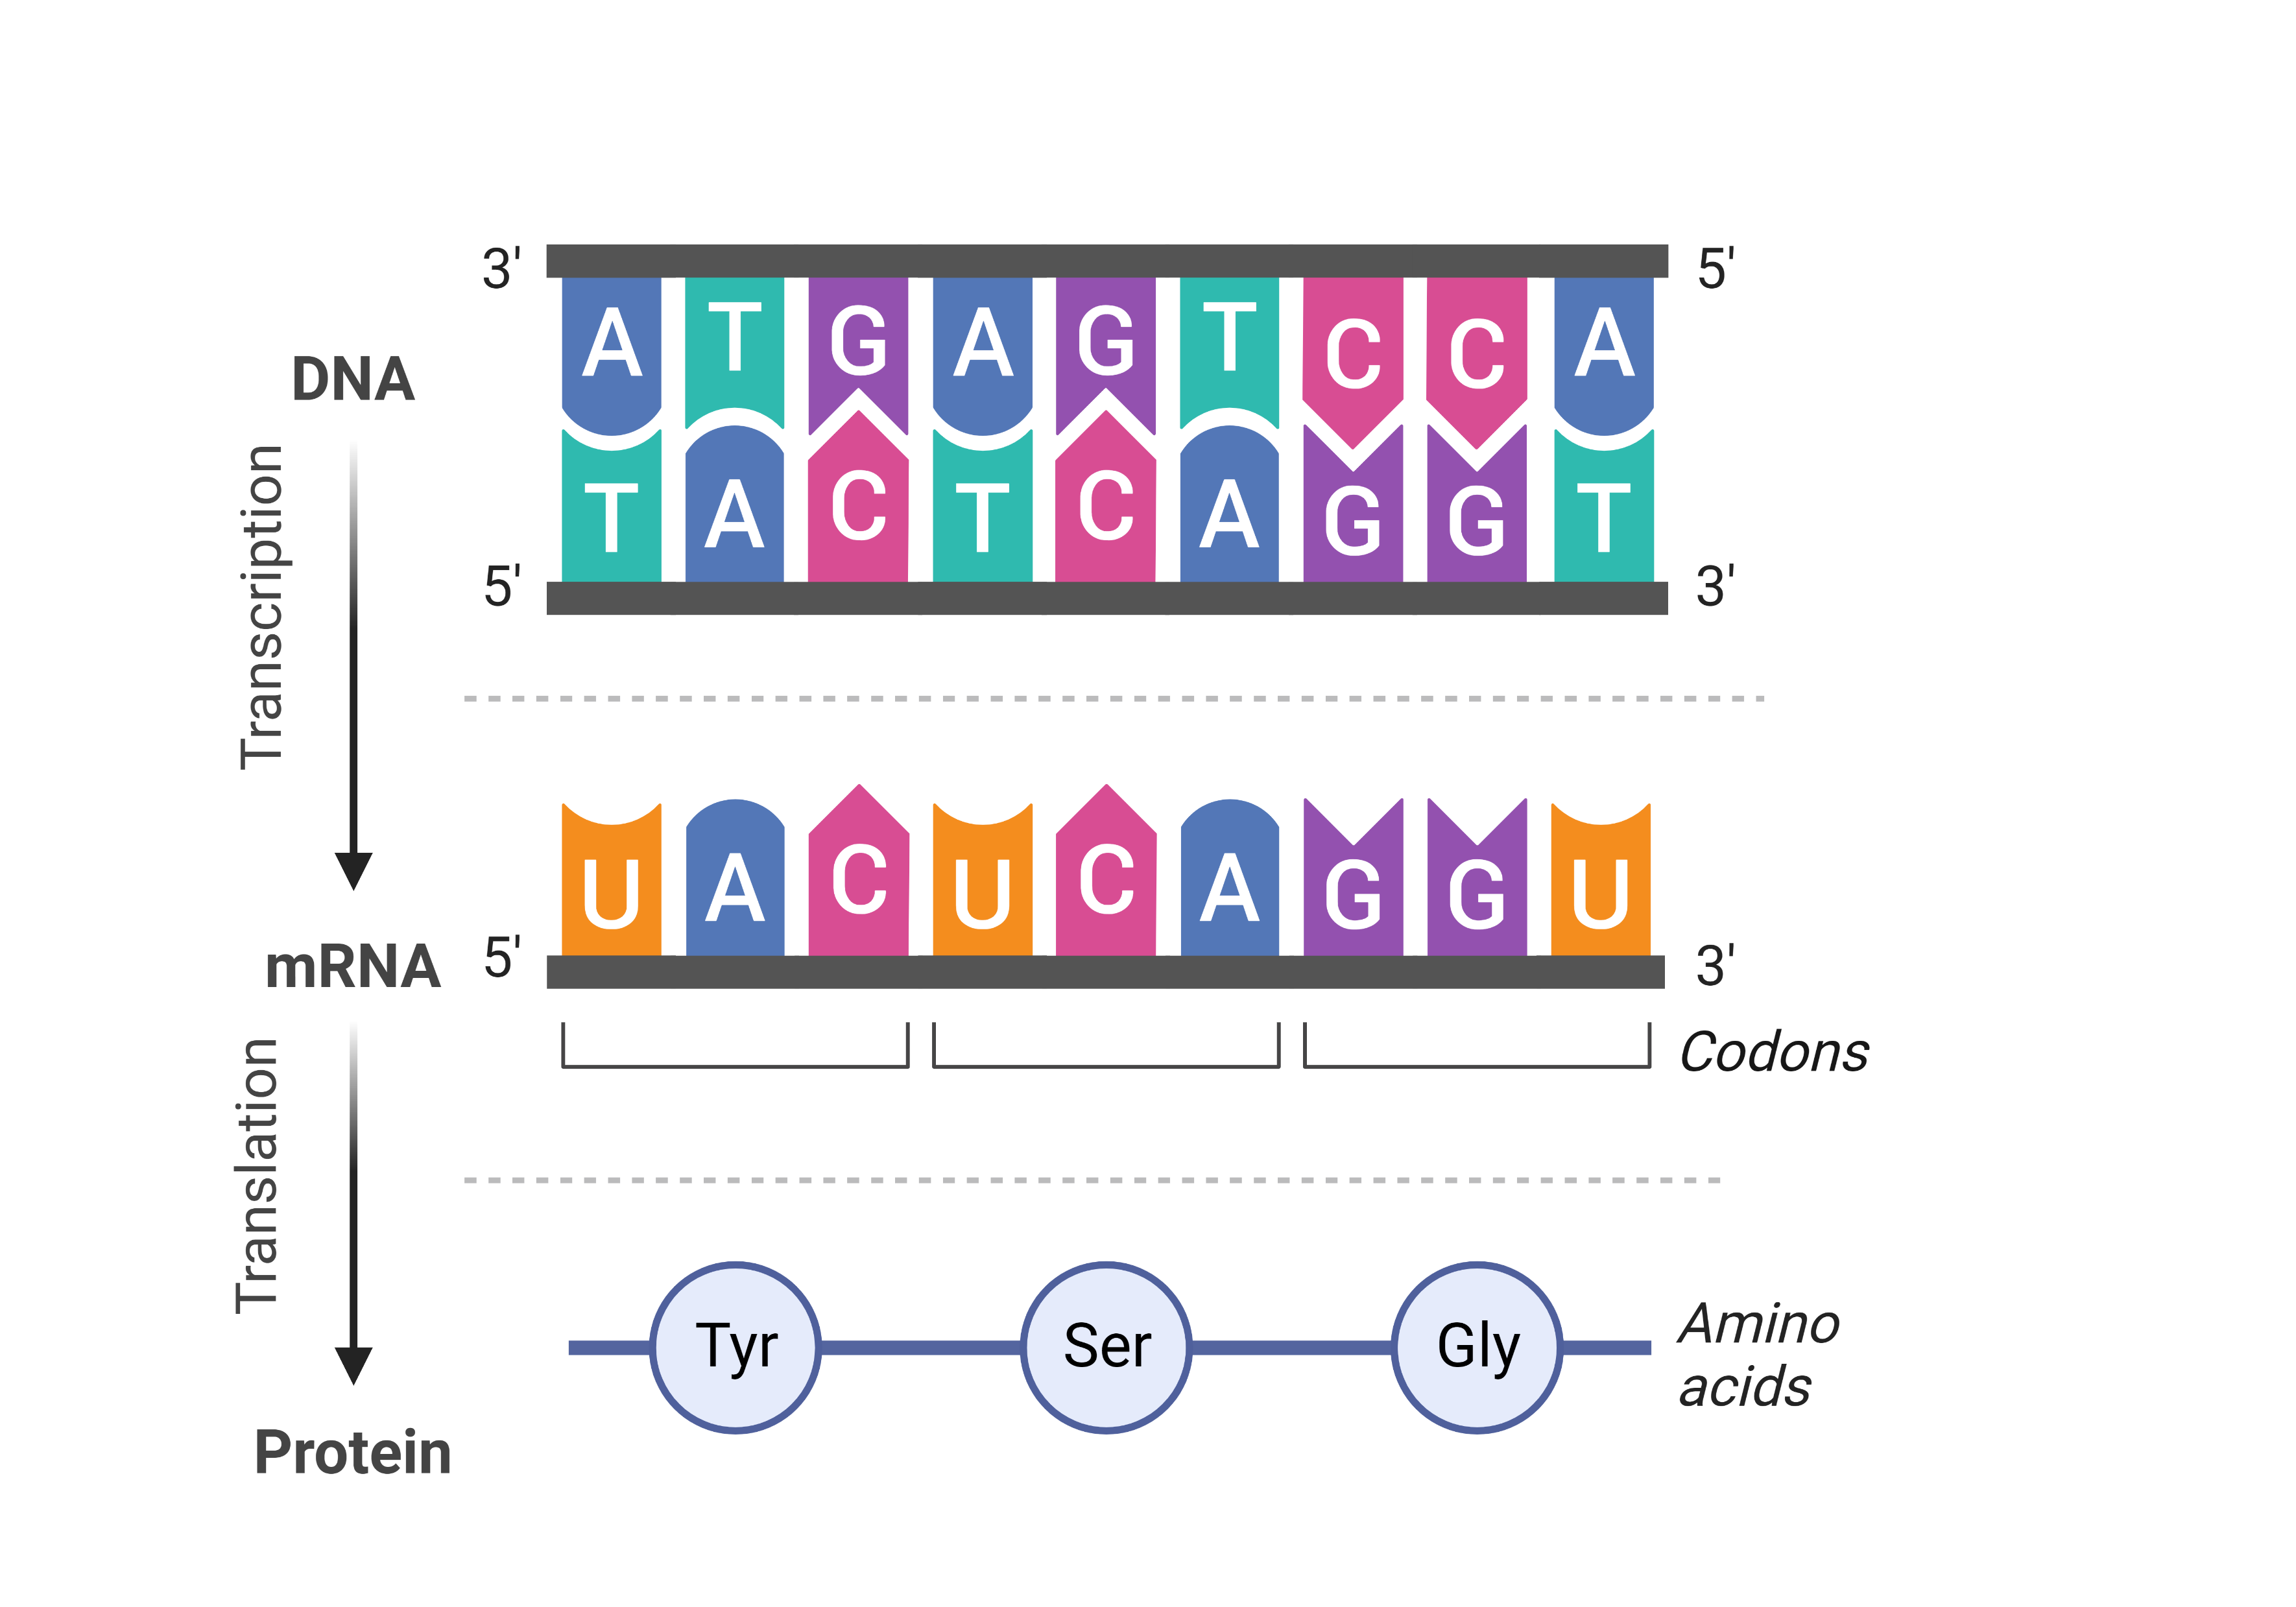 3' A T G A G T C C A 5'
DNA
T A C T C A G G T
5' 3'
Transcription
U A C U C A G G U
mRNA 5' 3'
Codons
Translation
Tyr Ser Gly
Amino
acids
Protein